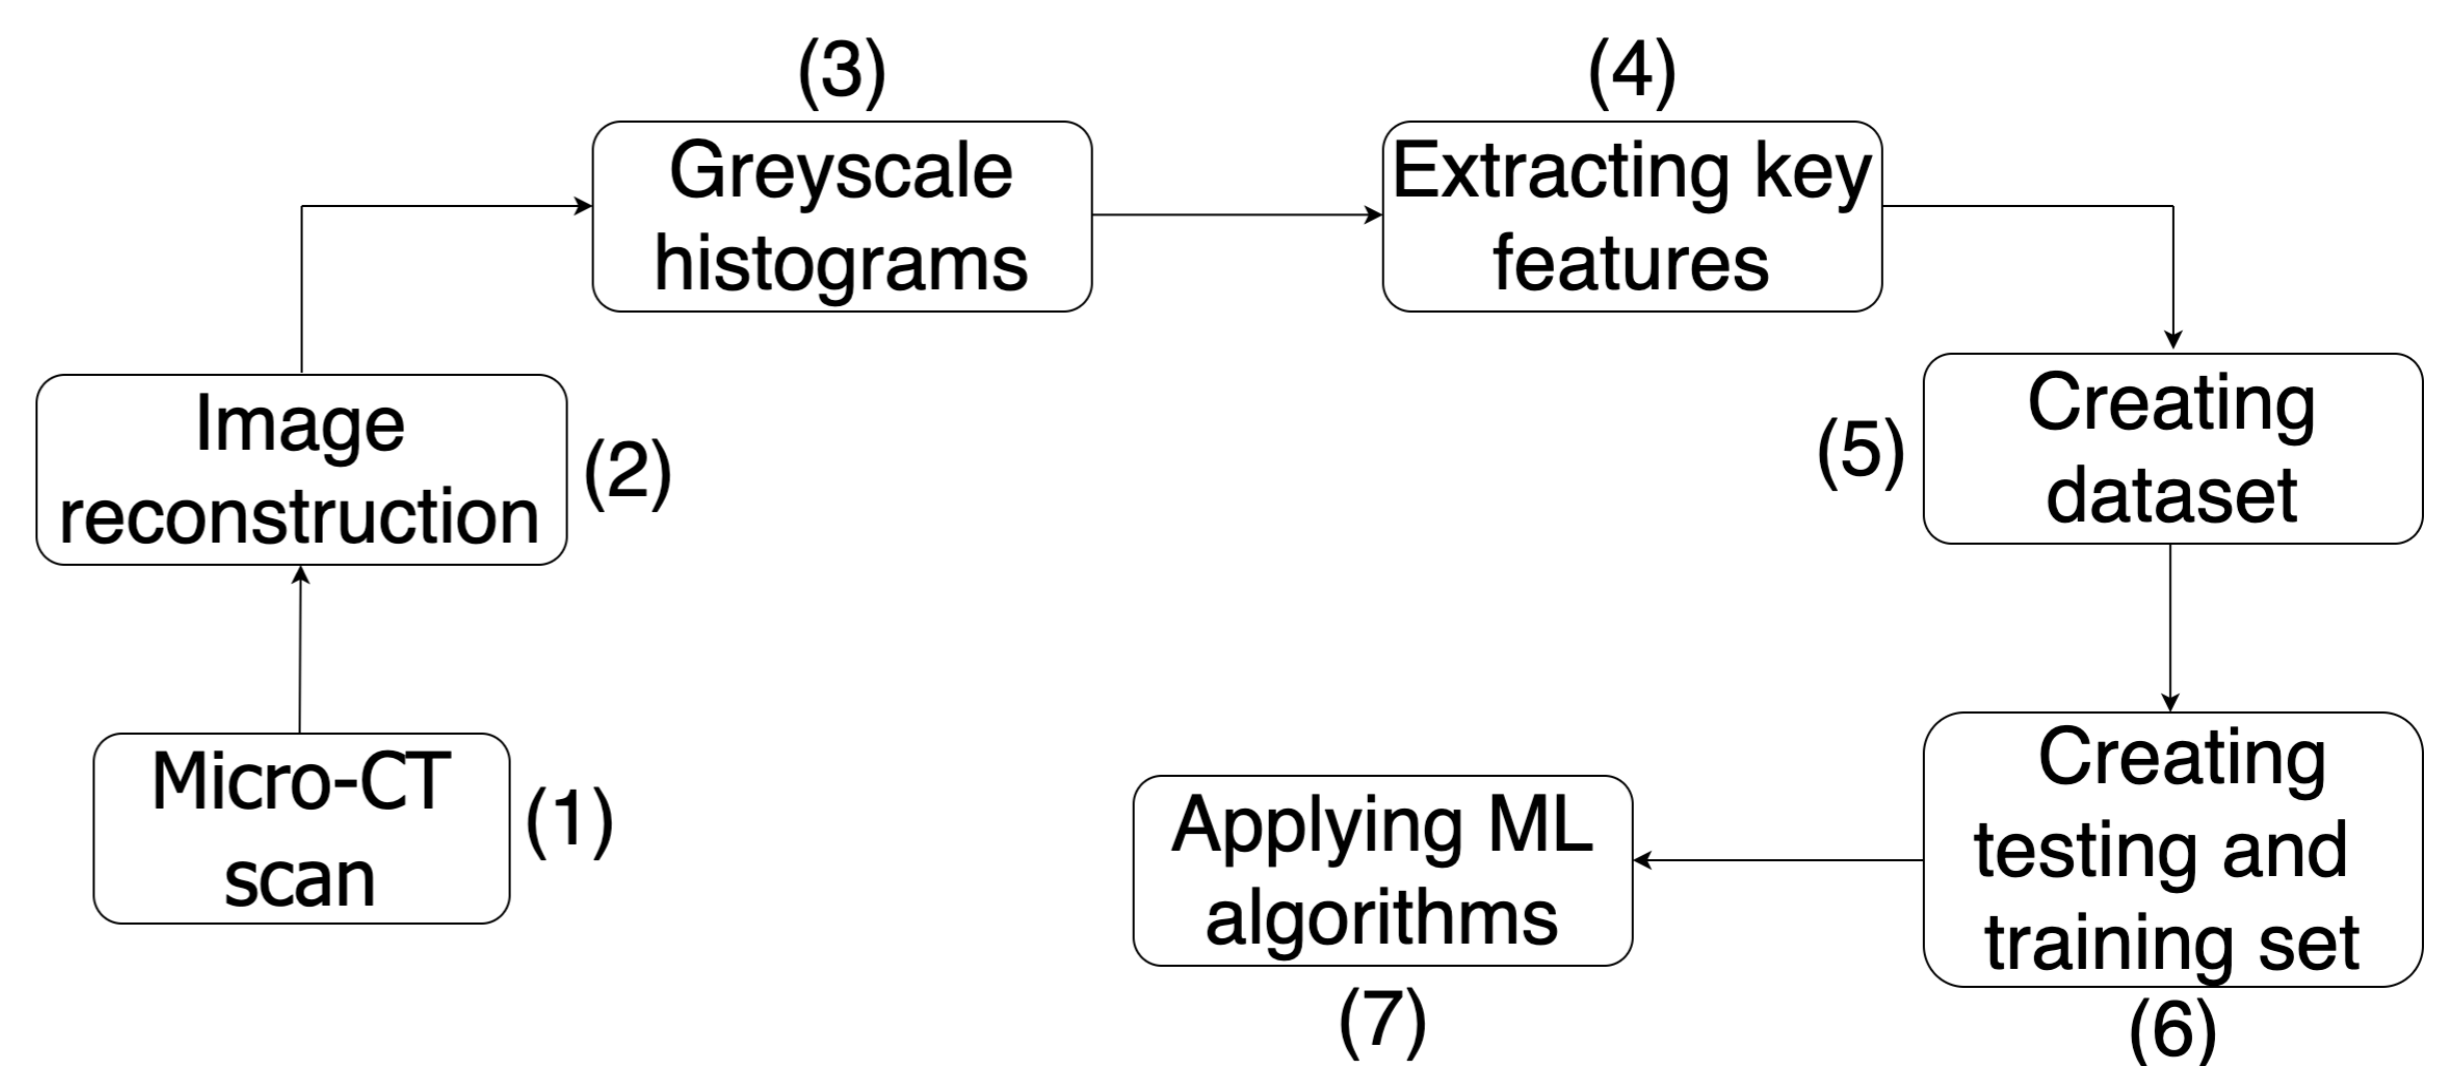 (1)
Micro-CT
scan
(2)
Image
reconstruction
(3)
Greyscale
histograms
(4)
Extracting key
features
(5)
Creating
dataset
(6)
Creating
testing and
training set
(7)
Applying ML
algorithms